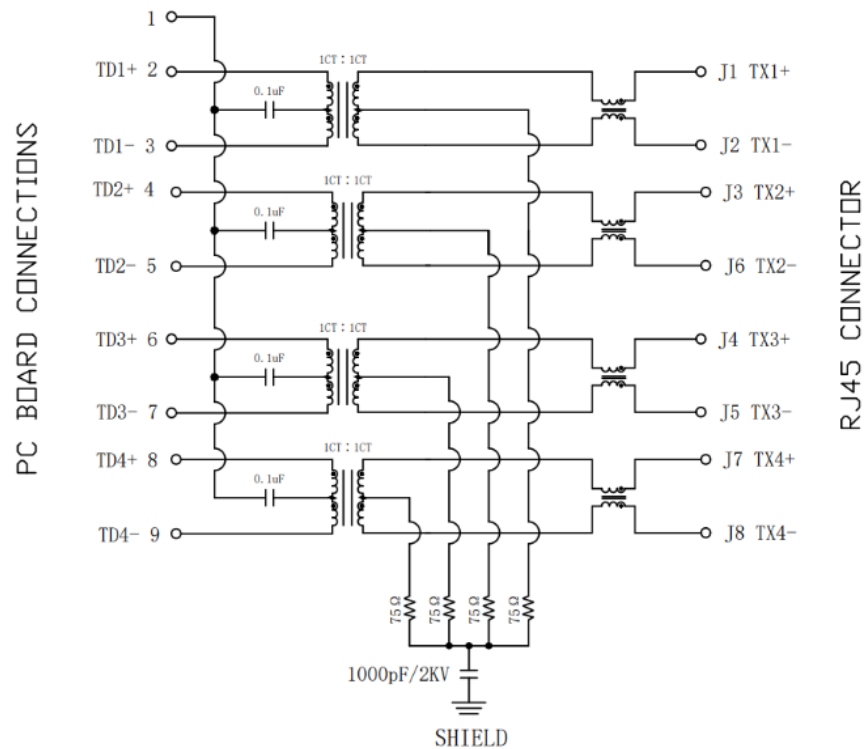 1
1CT : 1CT
TD1+ 2
J1 TX1+
0.1uF
TD1- 3
J2 TX1-
1CT : 1CT
TD2+ 4
J3 TX2+
0.1uF
TD2- 5
J6 TX2-
1CT : 1CT
TD3+ 6
J4 TX3+
0.1uF
TD3- 7
J5 TX3-
1CT : 1CT
TD4+ 8
J7 TX4+
0.1uF
TD4- 9
J8 TX4-
PC BOARD CONNECTIONS
RJ45 CONNECTOR
75Ω
75Ω
75Ω
75Ω
1000pF/2KV
SHIELD